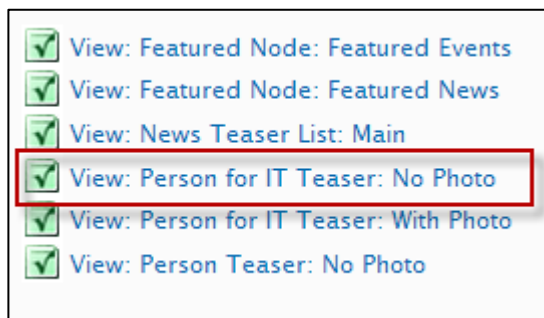 View: Featured Node: Featured Events
View: Featured Node: Featured News
View: News Teaser List: Main
View: Person for IT Teaser: No Photo
View: Person for IT Teaser: With Photo
View: Person Teaser: No Photo